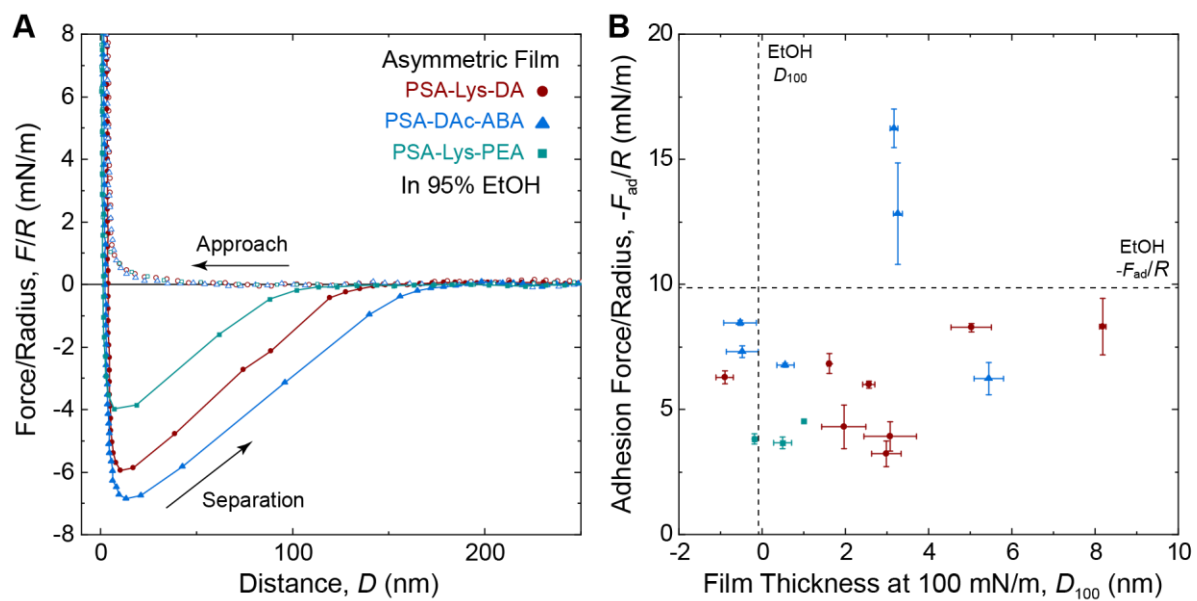 A
8
6
4
2
0
-2
-4
-6
-8
Force/Radius, F/R (mN/m)
Asymmetric Film
PSA-Lys-DA
PSA-DAc-ABA
PSA-Lys-PEA
In 95% EtOH
Approach
Separation
0
50
100
150
200
Distance, D (nm)
B
20
15
10
5
0
Adhesion Force/Radius, -Fad/R (mN/m)
EtOH
D100
EtOH
-Fad/R
-2
0
2
4
6
8
10
Film Thickness at 100 mN/m, D100 (nm)